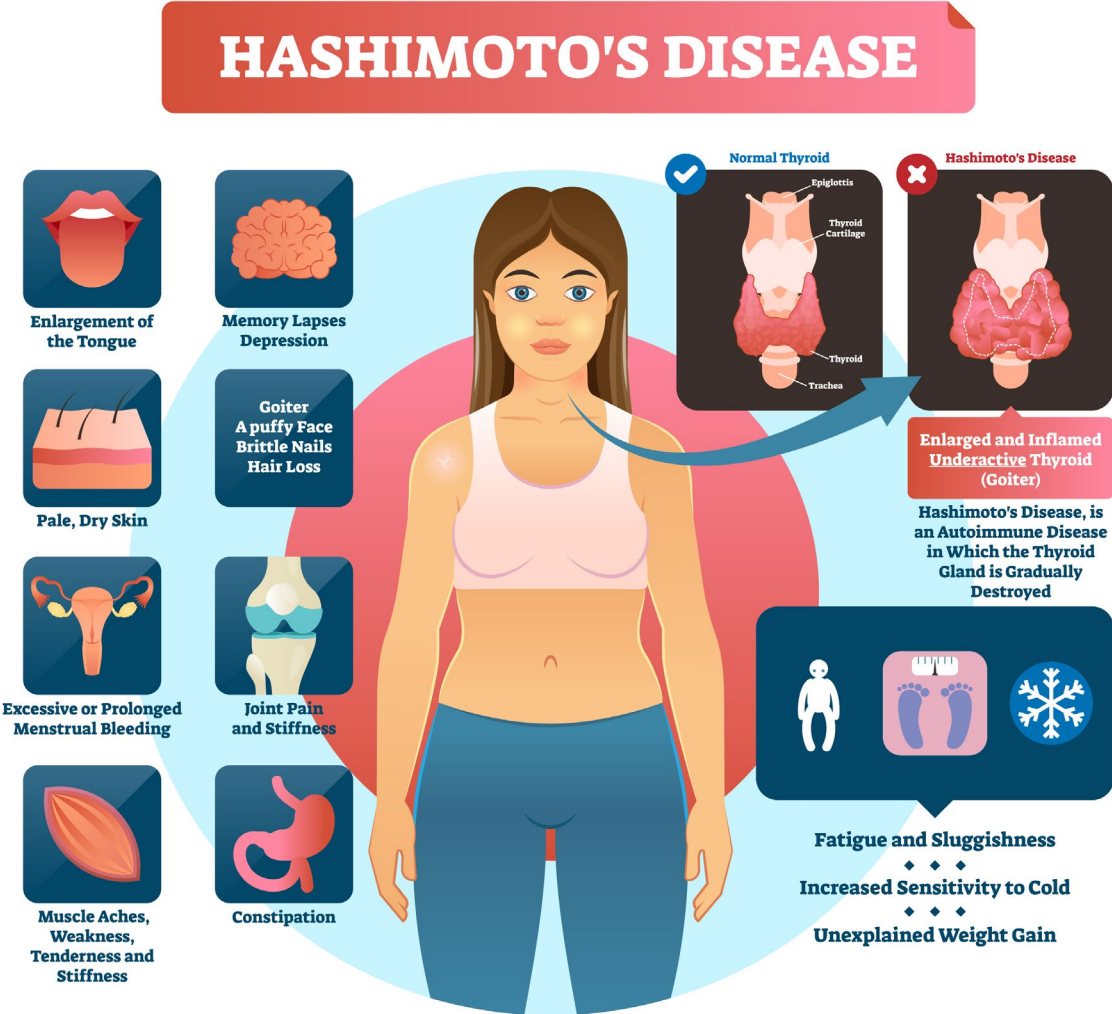 HASHIMOTO'S DISEASE
Enlargement of
the Tongue
Memory Lapses
Depression
Pale, Dry Skin
Goiter
A puffy Face
Brittle Nails
Hair Loss
Excessive or Prolonged
Menstrual Bleeding
Joint Pain
and Stiffness
Muscle Aches,
Weakness,
Tenderness and
Stiffness
Constipation
Normal Thyroid
Epiglottis
Thyroid
Cartilage
Thyroid
Trachea
Hashimoto's Disease
Enlarged and Inflamed
Underactive Thyroid
(Goiter)
Hashimoto's Disease, is
an Autoimmune Disease
in Which the Thyroid
Gland is Gradually
Destroyed
Fatigue and Sluggishness
Increased Sensitivity to Cold
Unexplained Weight Gain